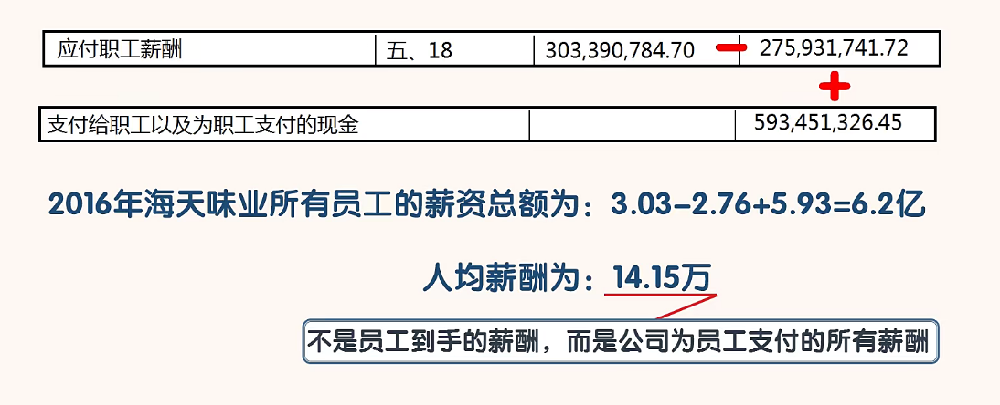 应付职工薪酬 五、18 303,390,784.70 275,931,741.72
支付给职工以及为职工支付的现金 593,451,326.45
2016年海天味业所有员工的薪资总额为：3.03-2.76+5.93=6.2亿
人均薪酬为：14.15万
不是员工到手的薪酬，而是公司为员工支付的所有薪酬